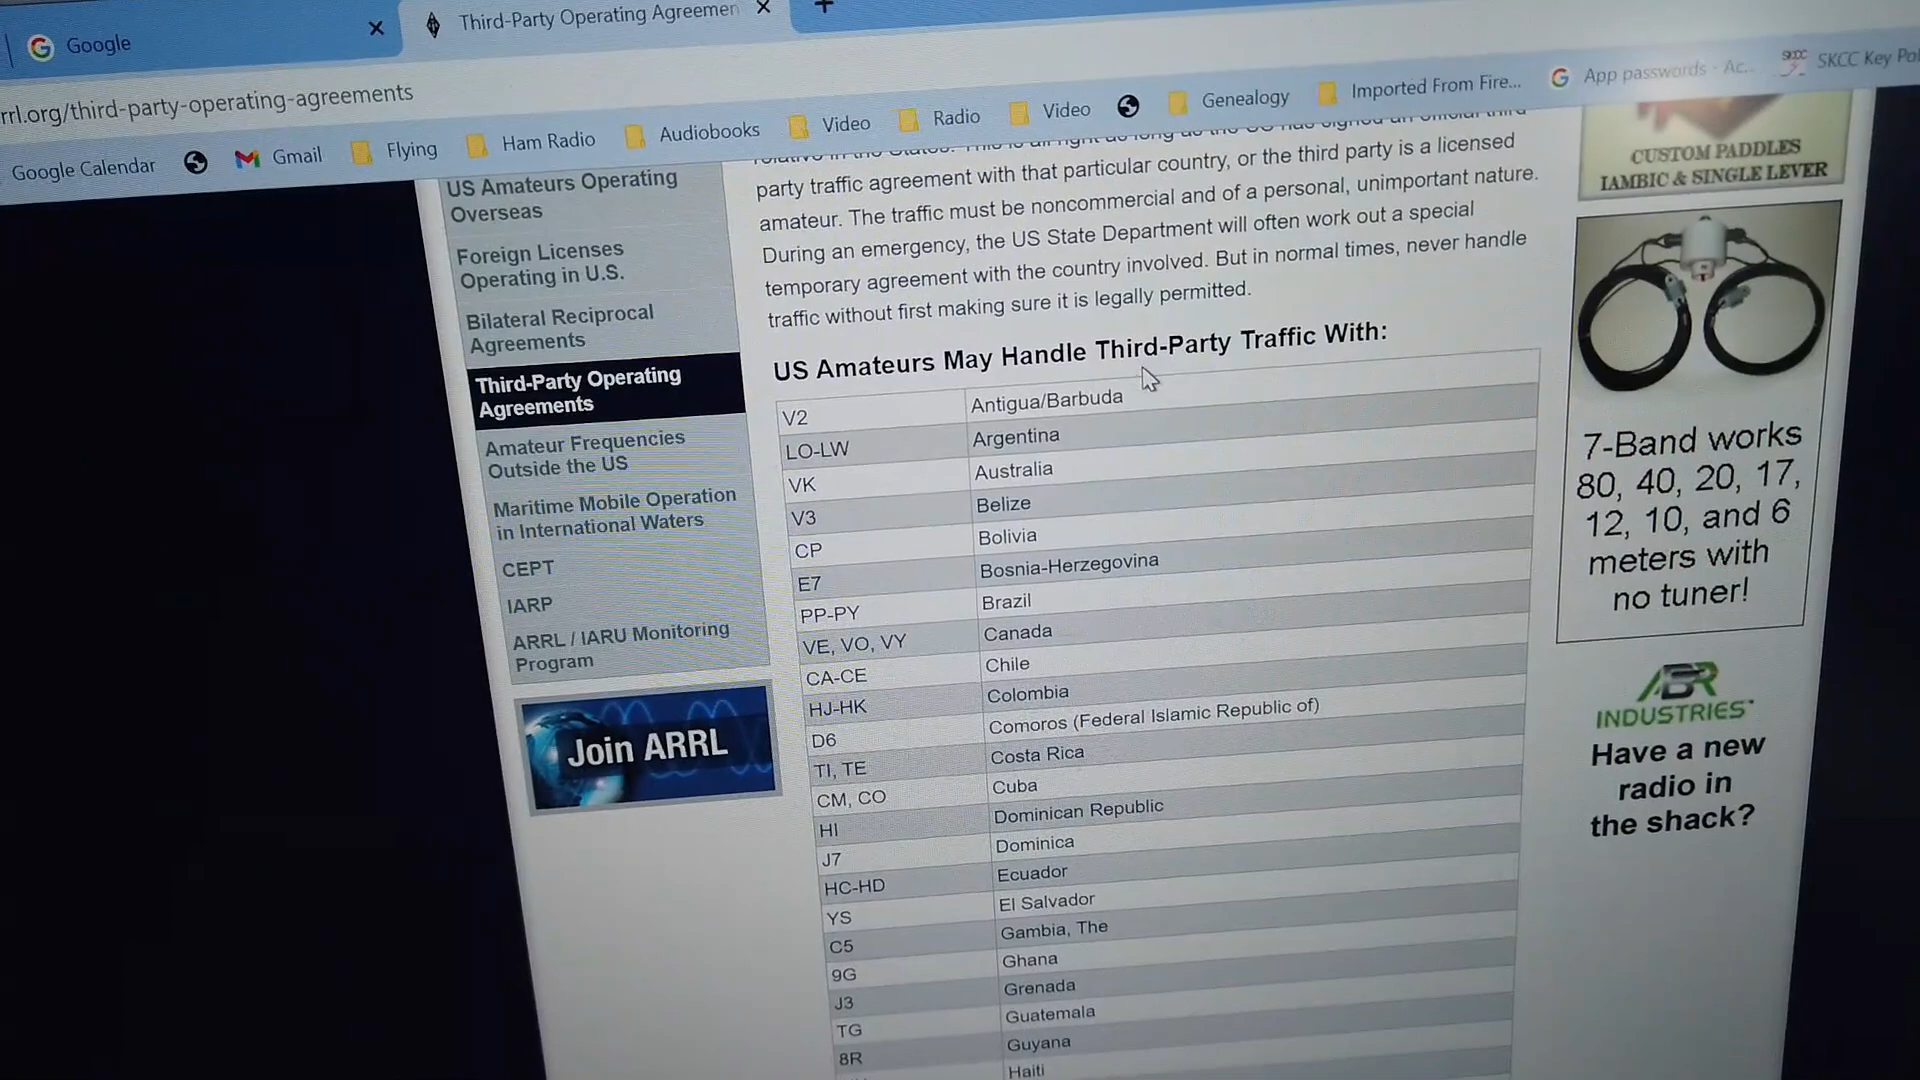 Google
Third-Party Operating Agreemen
rrl.org/third-party-operating-agreements
Google Calendar
Gmail
Flying
Ham Radio
Audiobooks
Video
Radio
Video
Genealogy
Imported From Fire...
App passwords - Ac...
SKCC Key Pol
US Amateurs Operating
Overseas
Foreign Licenses
Operating in U.S.
Bilateral Reciprocal
Agreements
Third-Party Operating
Agreements
Amateur Frequencies
Outside the US
Maritime Mobile Operation
in International Waters
CEPT
IARP
ARRL / IARU Monitoring
Program
Join ARRL
party traffic agreement with that particular country, or the third party is a licensed
amateur. The traffic must be noncommercial and of a personal, unimportant nature.
During an emergency, the US State Department will often work out a special
temporary agreement with the country involved. But in normal times, never handle
traffic without first making sure it is legally permitted.
US Amateurs May Handle Third-Party Traffic With:
V2 Antigua/Barbuda
LO-LW Argentina
VK Australia
V3 Belize
CP Bolivia
E7 Bosnia-Herzegovina
PP-PY Brazil
VE, VO, VY Canada
CA-CE Chile
HJ-HK Colombia
D6 Comoros (Federal Islamic Republic of)
TI, TE Costa Rica
CM, CO Cuba
HI Dominican Republic
J7 Dominica
HC-HD Ecuador
YS El Salvador
C5 Gambia, The
9G Ghana
J3 Grenada
TG Guatemala
8R Guyana
Haiti
CUSTOM PADDLES
IAMBIC & SINGLE LEVER
7-Band works
80, 40, 20, 17,
12, 10, and 6
meters with
no tuner!
ABR
INDUSTRIES
Have a new
radio in
the shack?